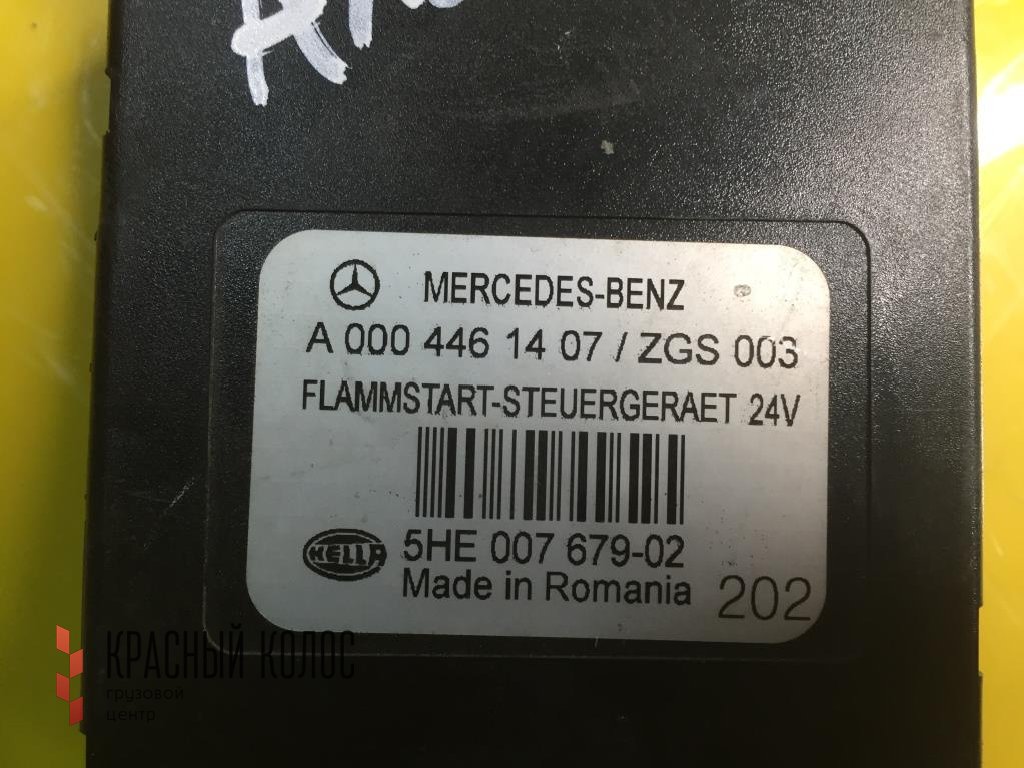 MERCEDES-BENZ
A 000 446 14 07 / ZGS 003
FLAMMSTART-STEUERGERAET 24V
HELLA
5HE 007 679-02
Made in Romania
202
КРАСНЫЙ КОЛОС
грузовой
центр